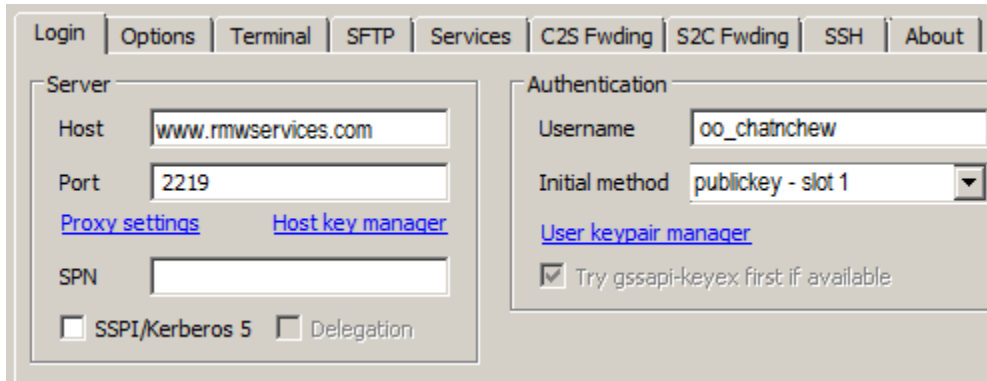 Login Options Terminal SFTP Services C2S Fwding S2C Fwding SSH About
Server
Host www.rmwservices.com
Port 2219
Proxy settings Host key manager
SPN
SSPI/Kerberos 5 Delegation
Authentication
Username oo_chatnchew
Initial method publickey - slot 1
User keypair manager
Try gssapi-keyex first if available